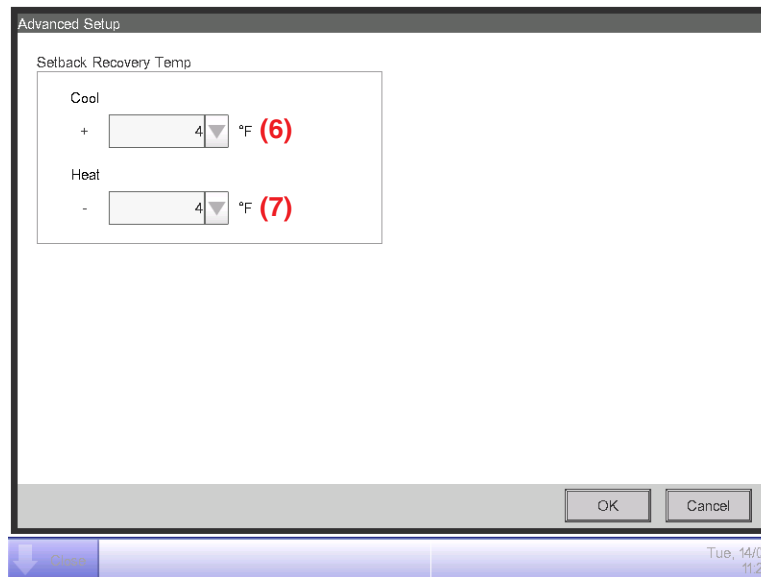 Advanced Setup
Setback Recovery Temp
Cool
+ 4 °F (6)
Heat
- 4 °F (7)
OK Cancel
Tue, 14/0
11:2